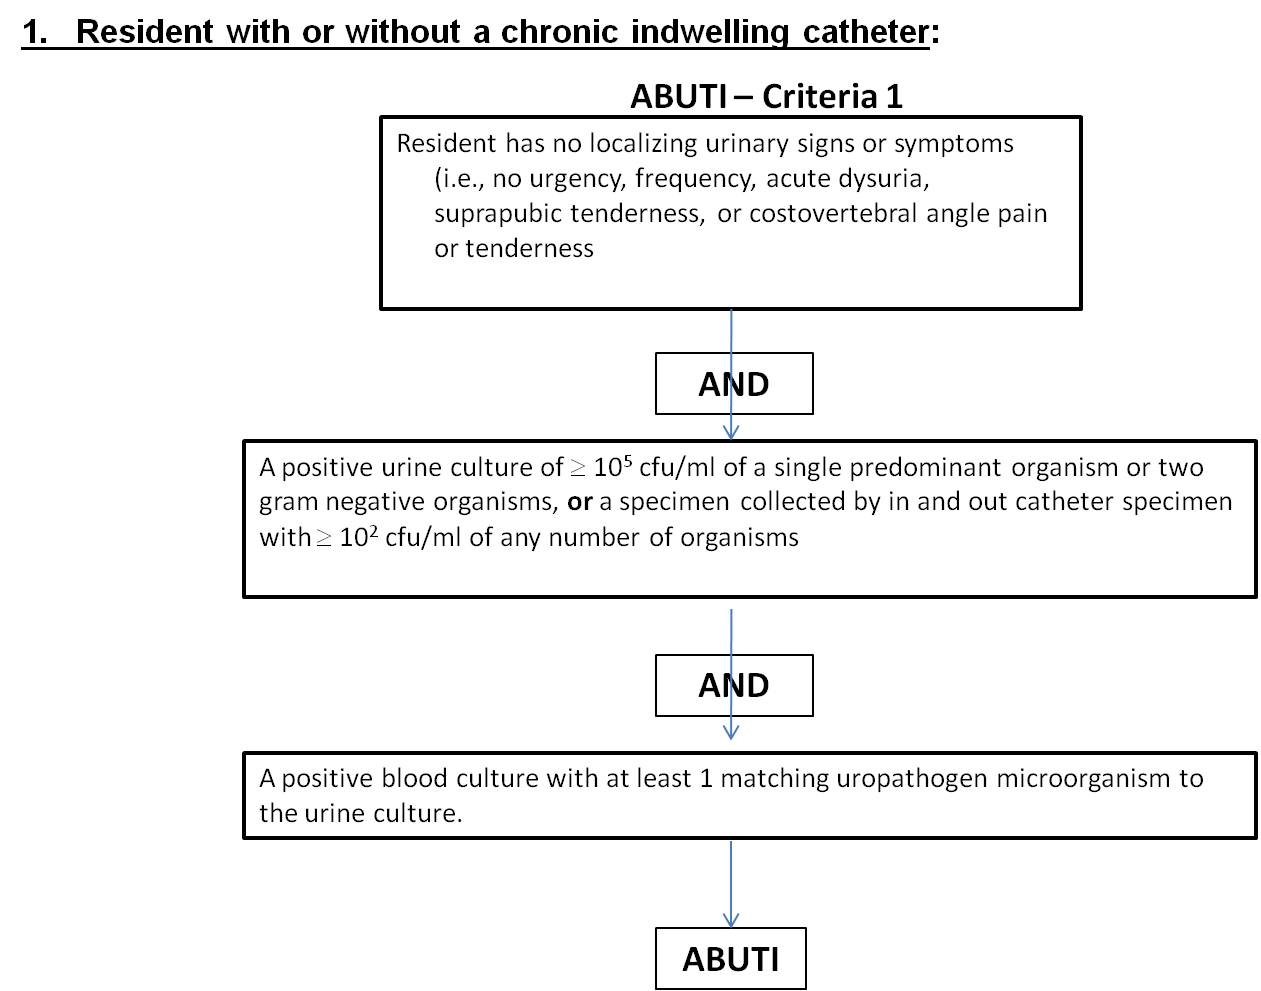 1. Resident with or without a chronic indwelling catheter:
ABUTI – Criteria 1
Resident has no localizing urinary signs or symptoms
(i.e., no urgency, frequency, acute dysuria,
suprapubic tenderness, or costovertebral angle pain
or tenderness
AND
A positive urine culture of ≥ 10⁵ cfu/ml of a single predominant organism or two
gram negative organisms, or a specimen collected by in and out catheter specimen
with ≥ 10² cfu/ml of any number of organisms
AND
A positive blood culture with at least 1 matching uropathogen microorganism to
the urine culture.
ABUTI